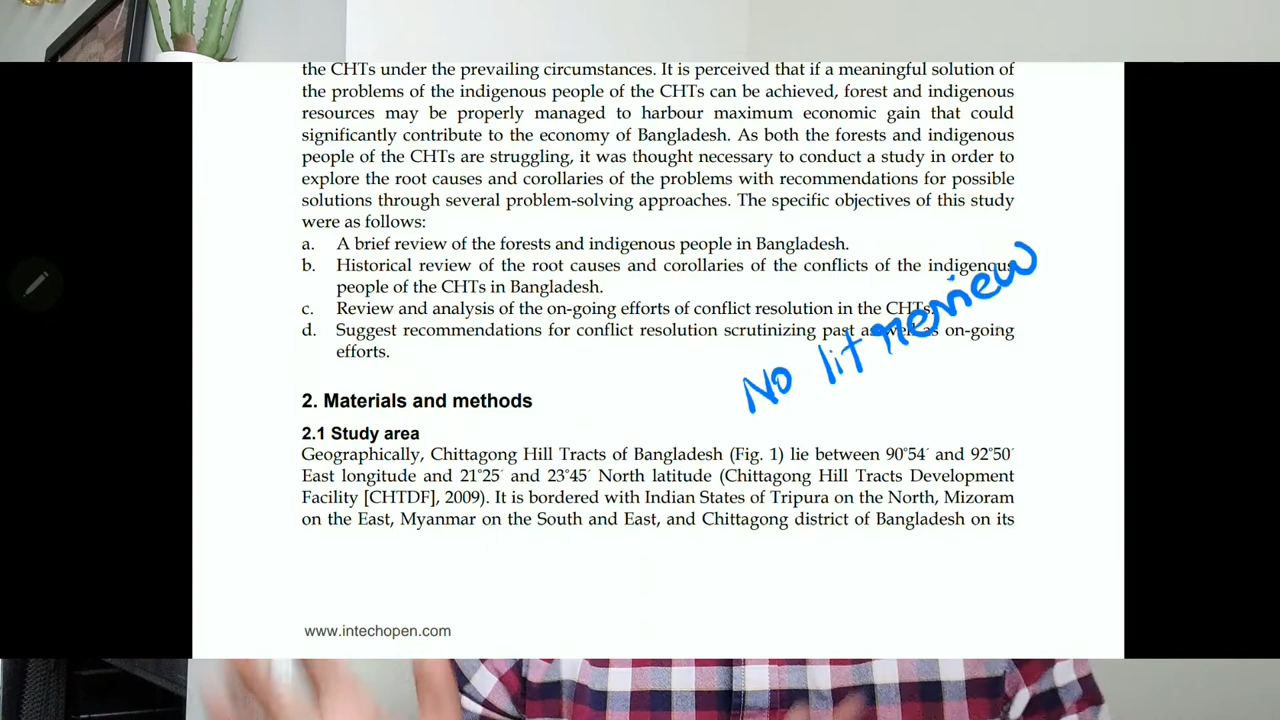 the CHTs under the prevailing circumstances. It is perceived that if a meaningful solution of
the problems of the indigenous people of the CHTs can be achieved, forest and indigenous
resources may be properly managed to harbour maximum economic gain that could
significantly contribute to the economy of Bangladesh. As both the forests and indigenous
people of the CHTs are struggling, it was thought necessary to conduct a study in order to
explore the root causes and corollaries of the problems with recommendations for possible
solutions through several problem-solving approaches. The specific objectives of this study
were as follows:
a. A brief review of the forests and indigenous people in Bangladesh.
b. Historical review of the root causes and corollaries of the conflicts of the indigenous
people of the CHTs in Bangladesh.
c. Review and analysis of the on-going efforts of conflict resolution in the CHTs.
d. Suggest recommendations for conflict resolution scrutinizing past as well as on-going
efforts.
No lit review
2. Materials and methods
2.1 Study area
Geographically, Chittagong Hill Tracts of Bangladesh (Fig. 1) lie between 90°54′ and 92°50′
East longitude and 21°25′ and 23°45′ North latitude (Chittagong Hill Tracts Development
Facility [CHTDF], 2009). It is bordered with Indian States of Tripura on the North, Mizoram
on the East, Myanmar on the South and East, and Chittagong district of Bangladesh on its
www.intechopen.com